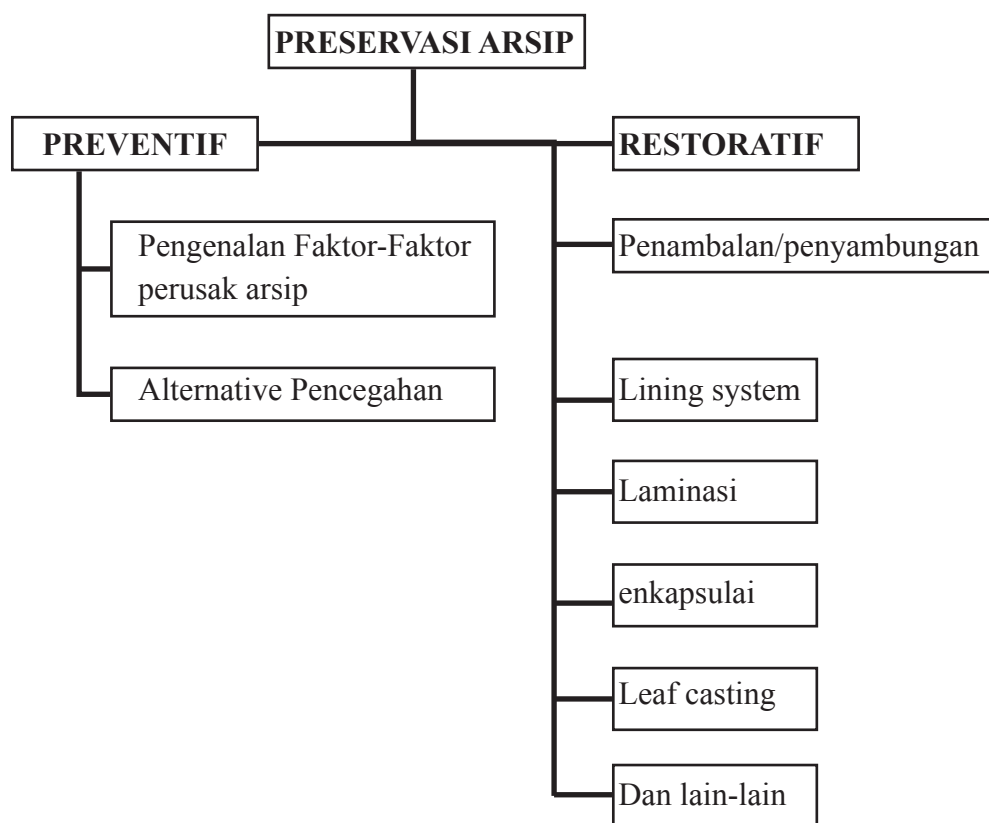 PRESERVASI ARSIP
PREVENTIF
RESTORATIF
Pengenalan Faktor-Faktor
perusak arsip
Alternative Pencegahan
Penambalan/penyambungan
Lining system
Laminasi
enkapsulai
Leaf casting
Dan lain-lain